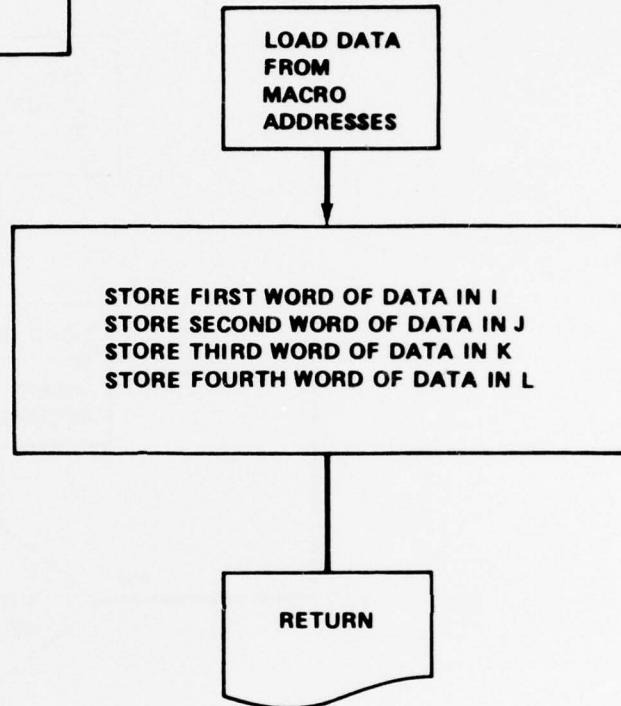 LOAD DATA
FROM
MACRO
ADDRESSES
STORE FIRST WORD OF DATA IN I
STORE SECOND WORD OF DATA IN J
STORE THIRD WORD OF DATA IN K
STORE FOURTH WORD OF DATA IN L
RETURN